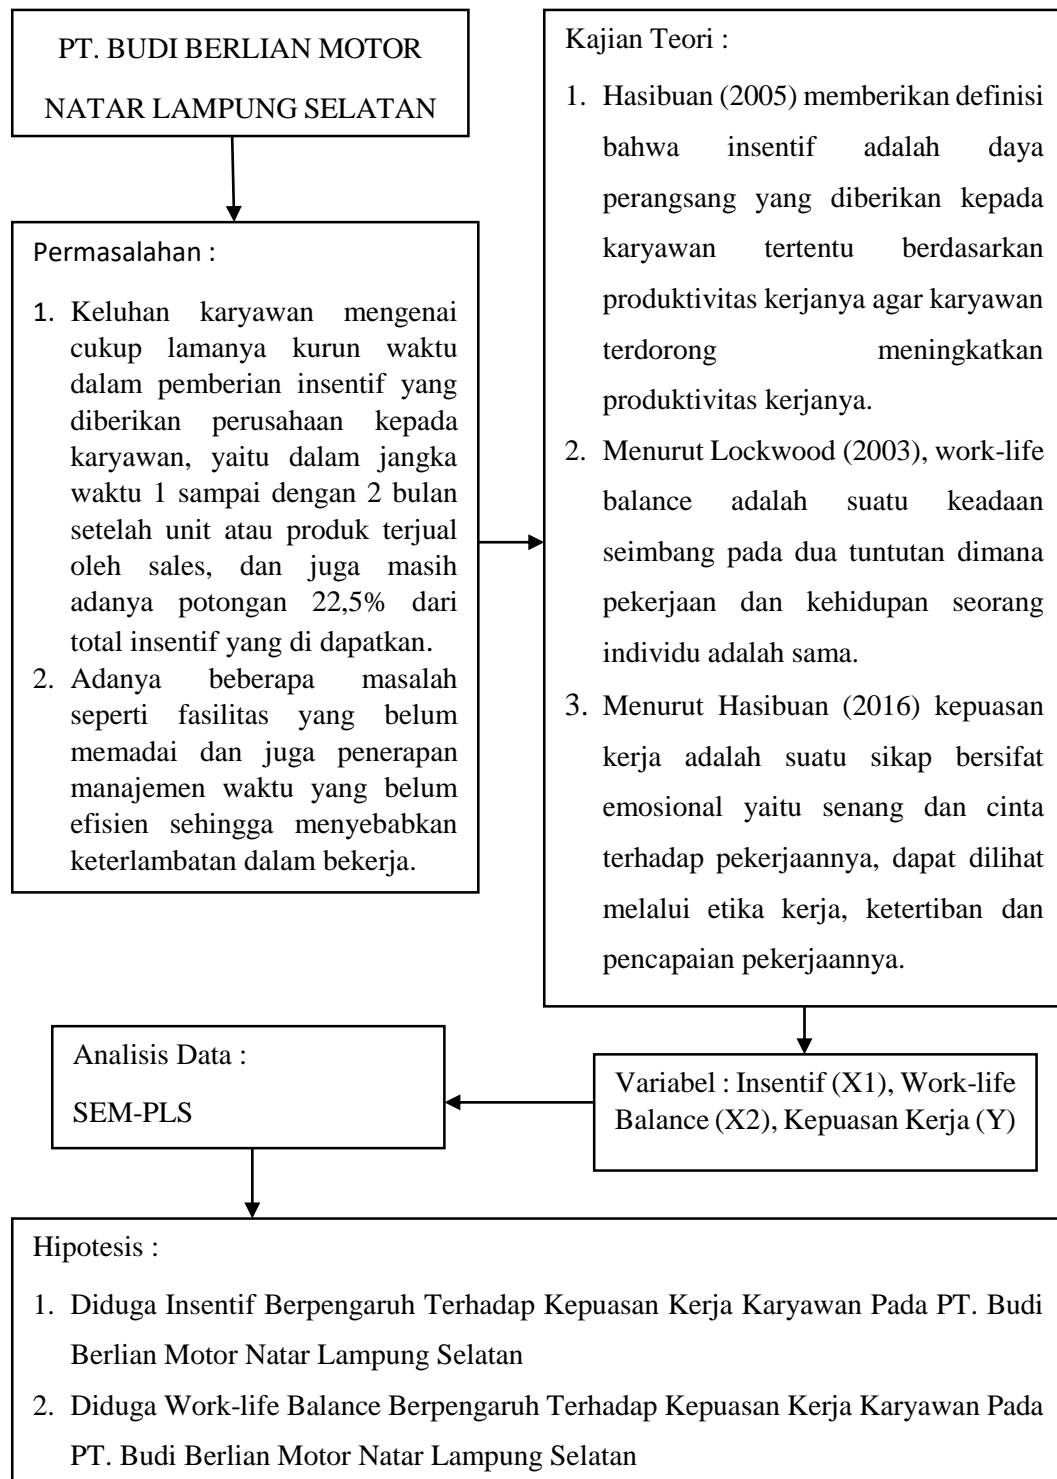 PT. BUDI BERLIAN MOTOR
NATAR LAMPUNG SELATAN
Permasalahan :
1. Keluhan karyawan mengenai
cukup lamanya kurun waktu
dalam pemberian insentif yang
diberikan perusahaan kepada
karyawan, yaitu dalam jangka
waktu 1 sampai dengan 2 bulan
setelah unit atau produk terjual
oleh sales, dan juga masih
adanya potongan 22,5% dari
total insentif yang di dapatkan.
2. Adanya beberapa masalah
seperti fasilitas yang belum
memadai dan juga penerapan
manajemen waktu yang belum
efisien sehingga menyebabkan
keterlambatan dalam bekerja.
Kajian Teori :
1. Hasibuan (2005) memberikan definisi
bahwa insentif adalah daya
perangsang yang diberikan kepada
karyawan tertentu berdasarkan
produktivitas kerjanya agar karyawan
terdorong meningkatkan
produktivitas kerjanya.
2. Menurut Lockwood (2003), work-life
balance adalah suatu keadaan
seimbang pada dua tuntutan dimana
pekerjaan dan kehidupan seorang
individu adalah sama.
3. Menurut Hasibuan (2016) kepuasan
kerja adalah suatu sikap bersifat
emosional yaitu senang dan cinta
terhadap pekerjaannya, dapat dilihat
melalui etika kerja, ketertiban dan
pencapaian pekerjaannya.
Variabel : Insentif (X1), Work-life
Balance (X2), Kepuasan Kerja (Y)
Analisis Data :
SEM-PLS
Hipotesis :
1. Diduga Insentif Berpengaruh Terhadap Kepuasan Kerja Karyawan Pada PT. Budi
Berlian Motor Natar Lampung Selatan
2. Diduga Work-life Balance Berpengaruh Terhadap Kepuasan Kerja Karyawan Pada
PT. Budi Berlian Motor Natar Lampung Selatan